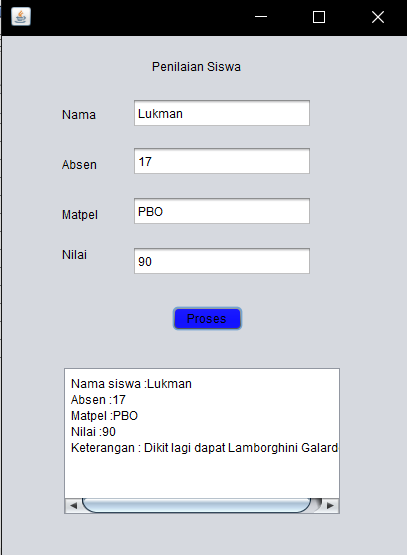 Penilaian Siswa
Nama Lukman
Absen 17
Matpel PBO
Nilai 90
Proses
Nama siswa :Lukman
Absen :17
Matpel :PBO
Nilai :90
Keterangan : Dikit lagi dapat Lamborghini Galard